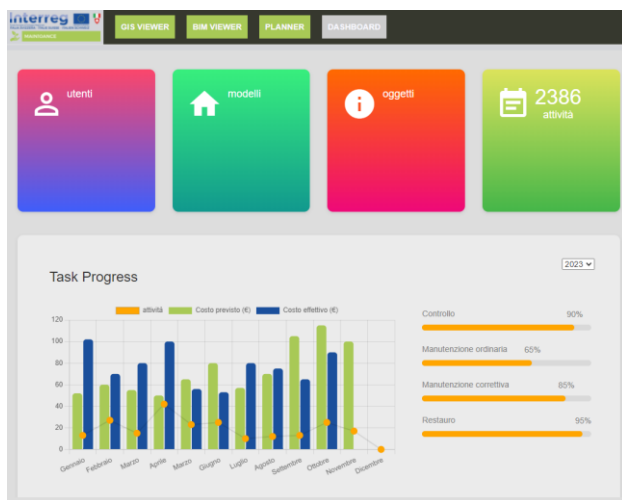 Interreg
MAIN10ANCE
GIS VIEWER
BIM VIEWER
PLANNER
DASHBOARD
utenti
modelli
oggetti
2386
attività
2023
Task Progress
attività Costo previsto (€) Costo effettivo (€)
120
100
80
60
40
20
0
Gennaio Febbraio Marzo Aprile Marzo Giugno Luglio Agosto Settembre Ottobre Novembre Dicembre
Controllo 90%
Manutenzione ordinaria 65%
Manutenzione correttiva 85%
Restauro 95%